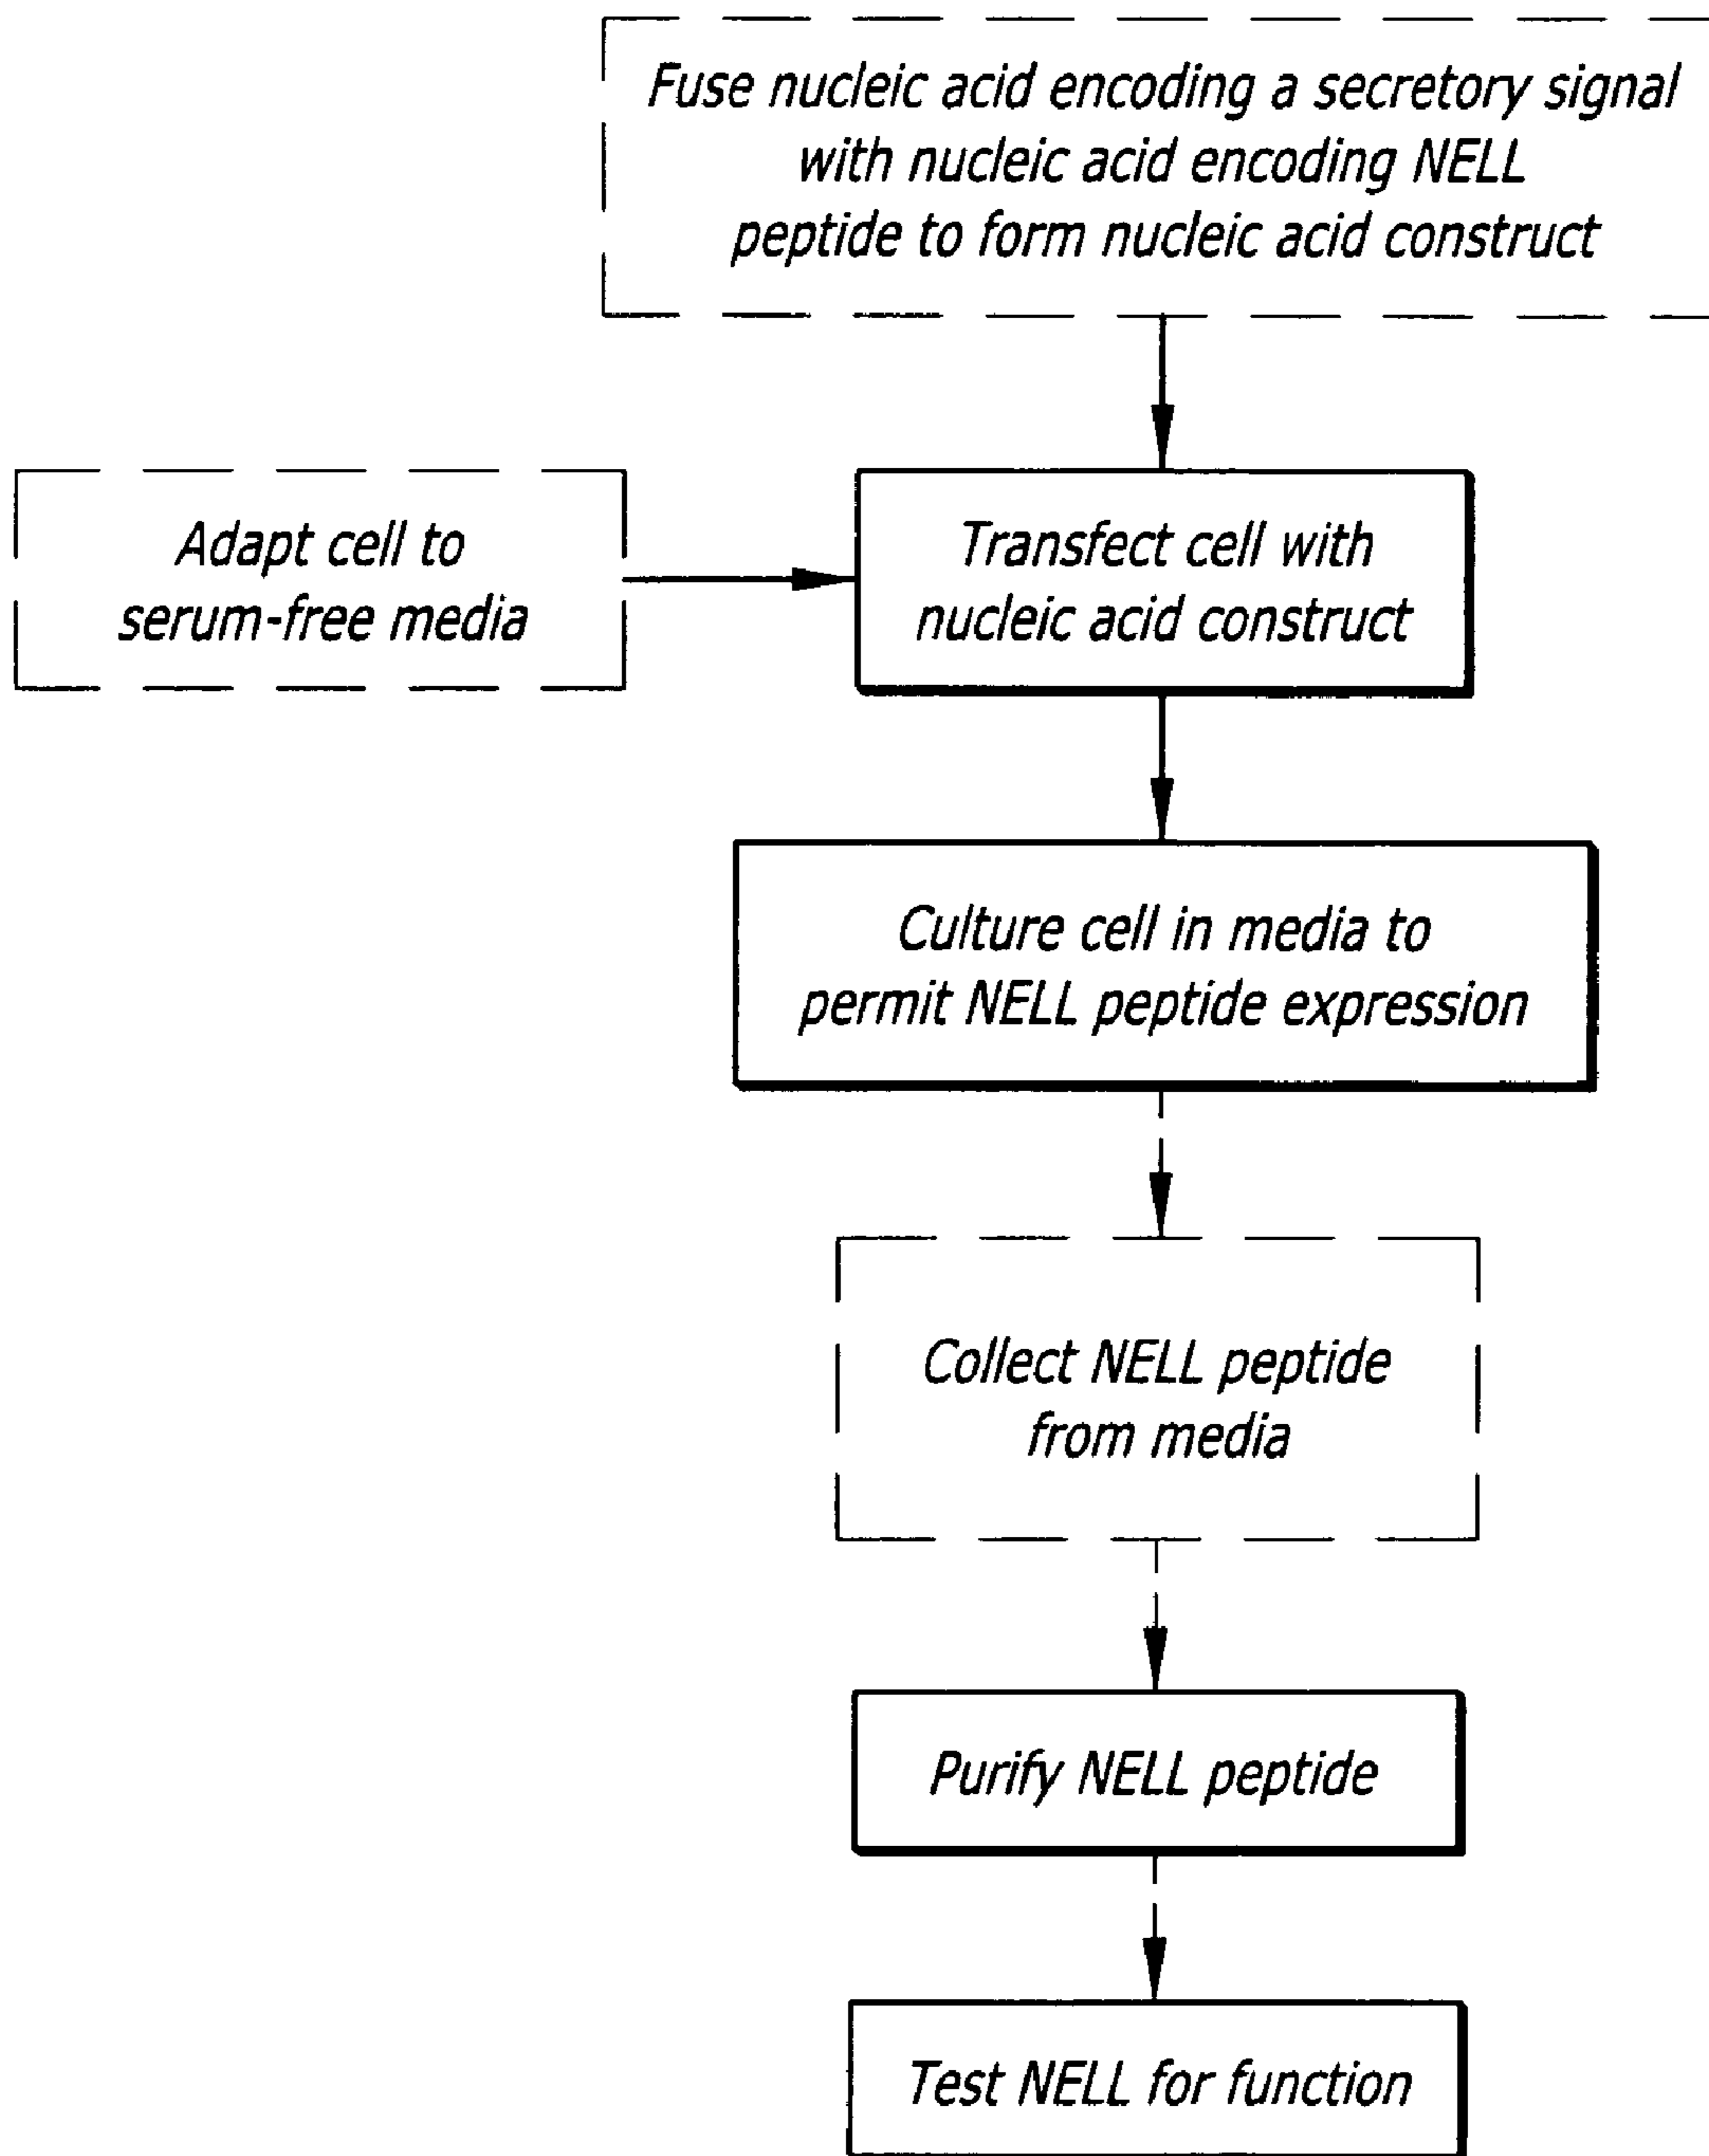 Fuse nucleic acid encoding a secretory signal
with nucleic acid encoding NELL
peptide to form nucleic acid construct
Adapt cell to
serum-free media
Transfect cell with
nucleic acid construct
Culture cell in media to
permit NELL peptide expression
Collect NELL peptide
from media
Purify NELL peptide
Test NELL for function